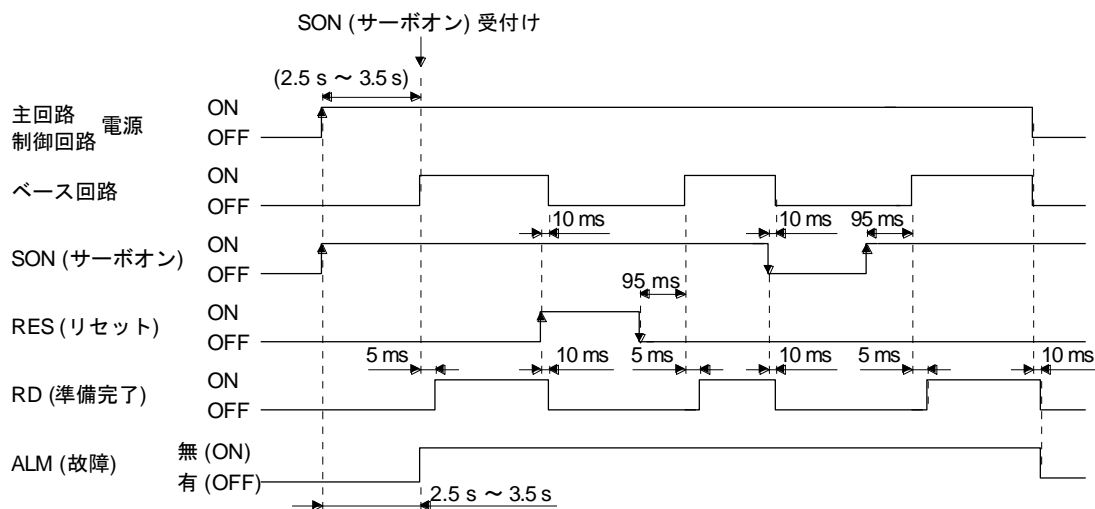 SON (サーボオン) 受付け
(2.5 s ～ 3.5 s)
主回路
制御回路
電源
ON
OFF
ベース回路
ON
OFF
10 ms
10 ms
95 ms
SON (サーボオン)
ON
OFF
95 ms
RES (リセット)
ON
OFF
5 ms
10 ms
5 ms
10 ms
5 ms
10 ms
RD (準備完了)
ON
OFF
ALM (故障)
無 (ON)
有 (OFF)
2.5 s ～ 3.5 s